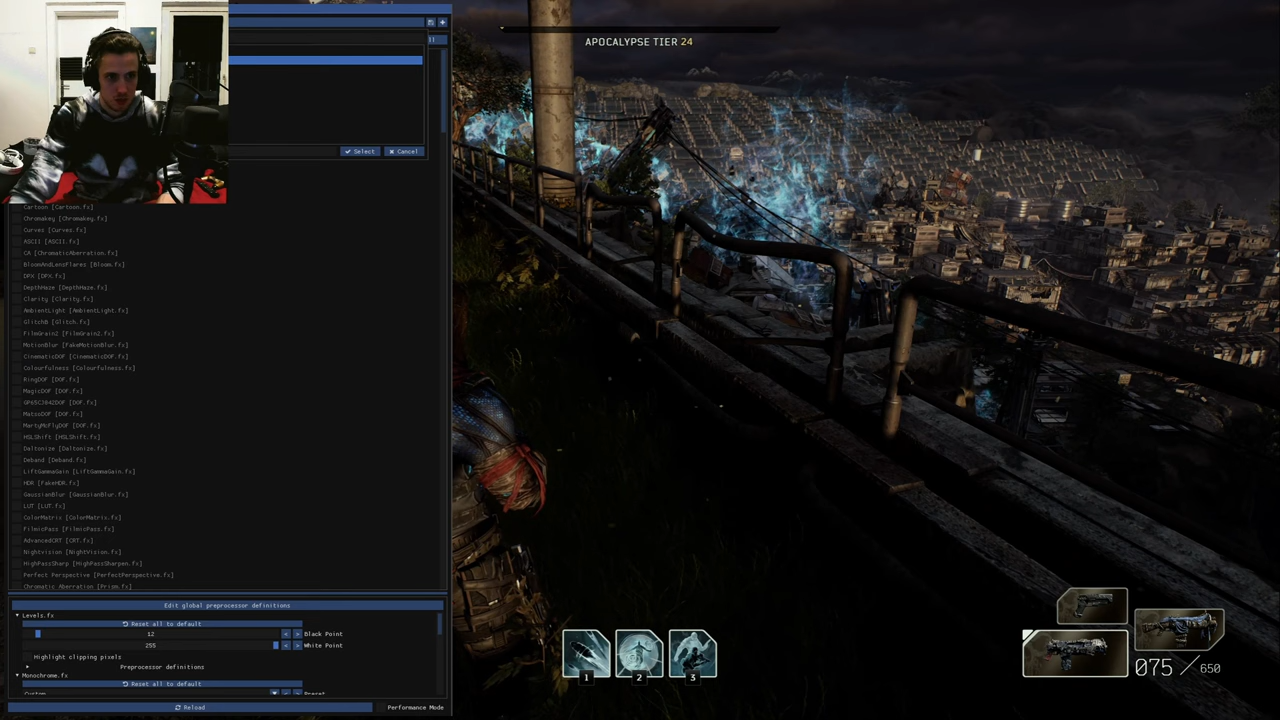 APOCALYPSE TIER 24
Select
Cancel
Cartoon [Cartoon.fx]
Chromakey [Chromakey.fx]
Curves [Curves.fx]
ASCII [ASCII.fx]
CA [ChromaticAberration.fx]
BloomAndLensFlares [Bloom.fx]
DPX [DPX.fx]
DepthHaze [DepthHaze.fx]
Clarity [Clarity.fx]
AmbientLight [AmbientLight.fx]
GlitchB [Glitch.fx]
FilmGrain2 [FilmGrain2.fx]
MotionBlur [FakeMotionBlur.fx]
CinematicDOF [CinematicDOF.fx]
Colourfulness [Colourfulness.fx]
RingDOF [DOF.fx]
MagicDOF [DOF.fx]
GP65CJ042DOF [DOF.fx]
MatsoDOF [DOF.fx]
MartyMcFlyDOF [DOF.fx]
HSLShift [HSLShift.fx]
Daltonize [Daltonize.fx]
Deband [Deband.fx]
LiftGammaGain [LiftGammaGain.fx]
HDR [FakeHDR.fx]
GaussianBlur [GaussianBlur.fx]
LUT [LUT.fx]
ColorMatrix [ColorMatrix.fx]
FilmicPass [FilmicPass.fx]
AdvancedCRT [CRT.fx]
Nightvision [NightVision.fx]
HighPassSharp [HighPassSharpen.fx]
Perfect Perspective [PerfectPerspective.fx]
Chromatic Aberration [Prism.fx]
Edit global preprocessor definitions
Levels.fx
Reset all to default
12 < > Black Point
255 < > White Point
Highlight clipping pixels
Preprocessor definitions
Monochrome.fx
Reset all to default
Custom < > Preset
Reload
Performance Mode
1 2 3
075 / 650